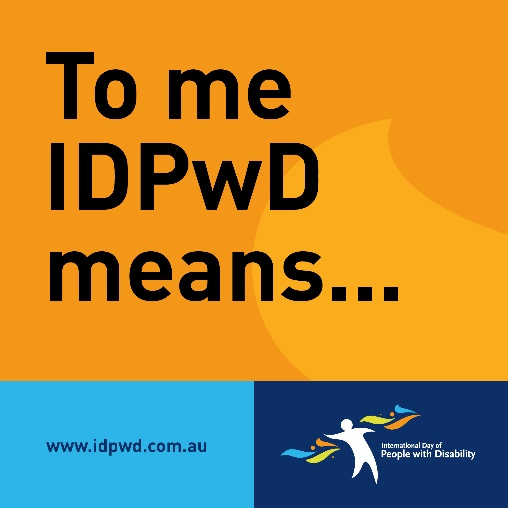 To me
IDPwD
means...
www.idpwd.com.au
International Day of
People with Disability